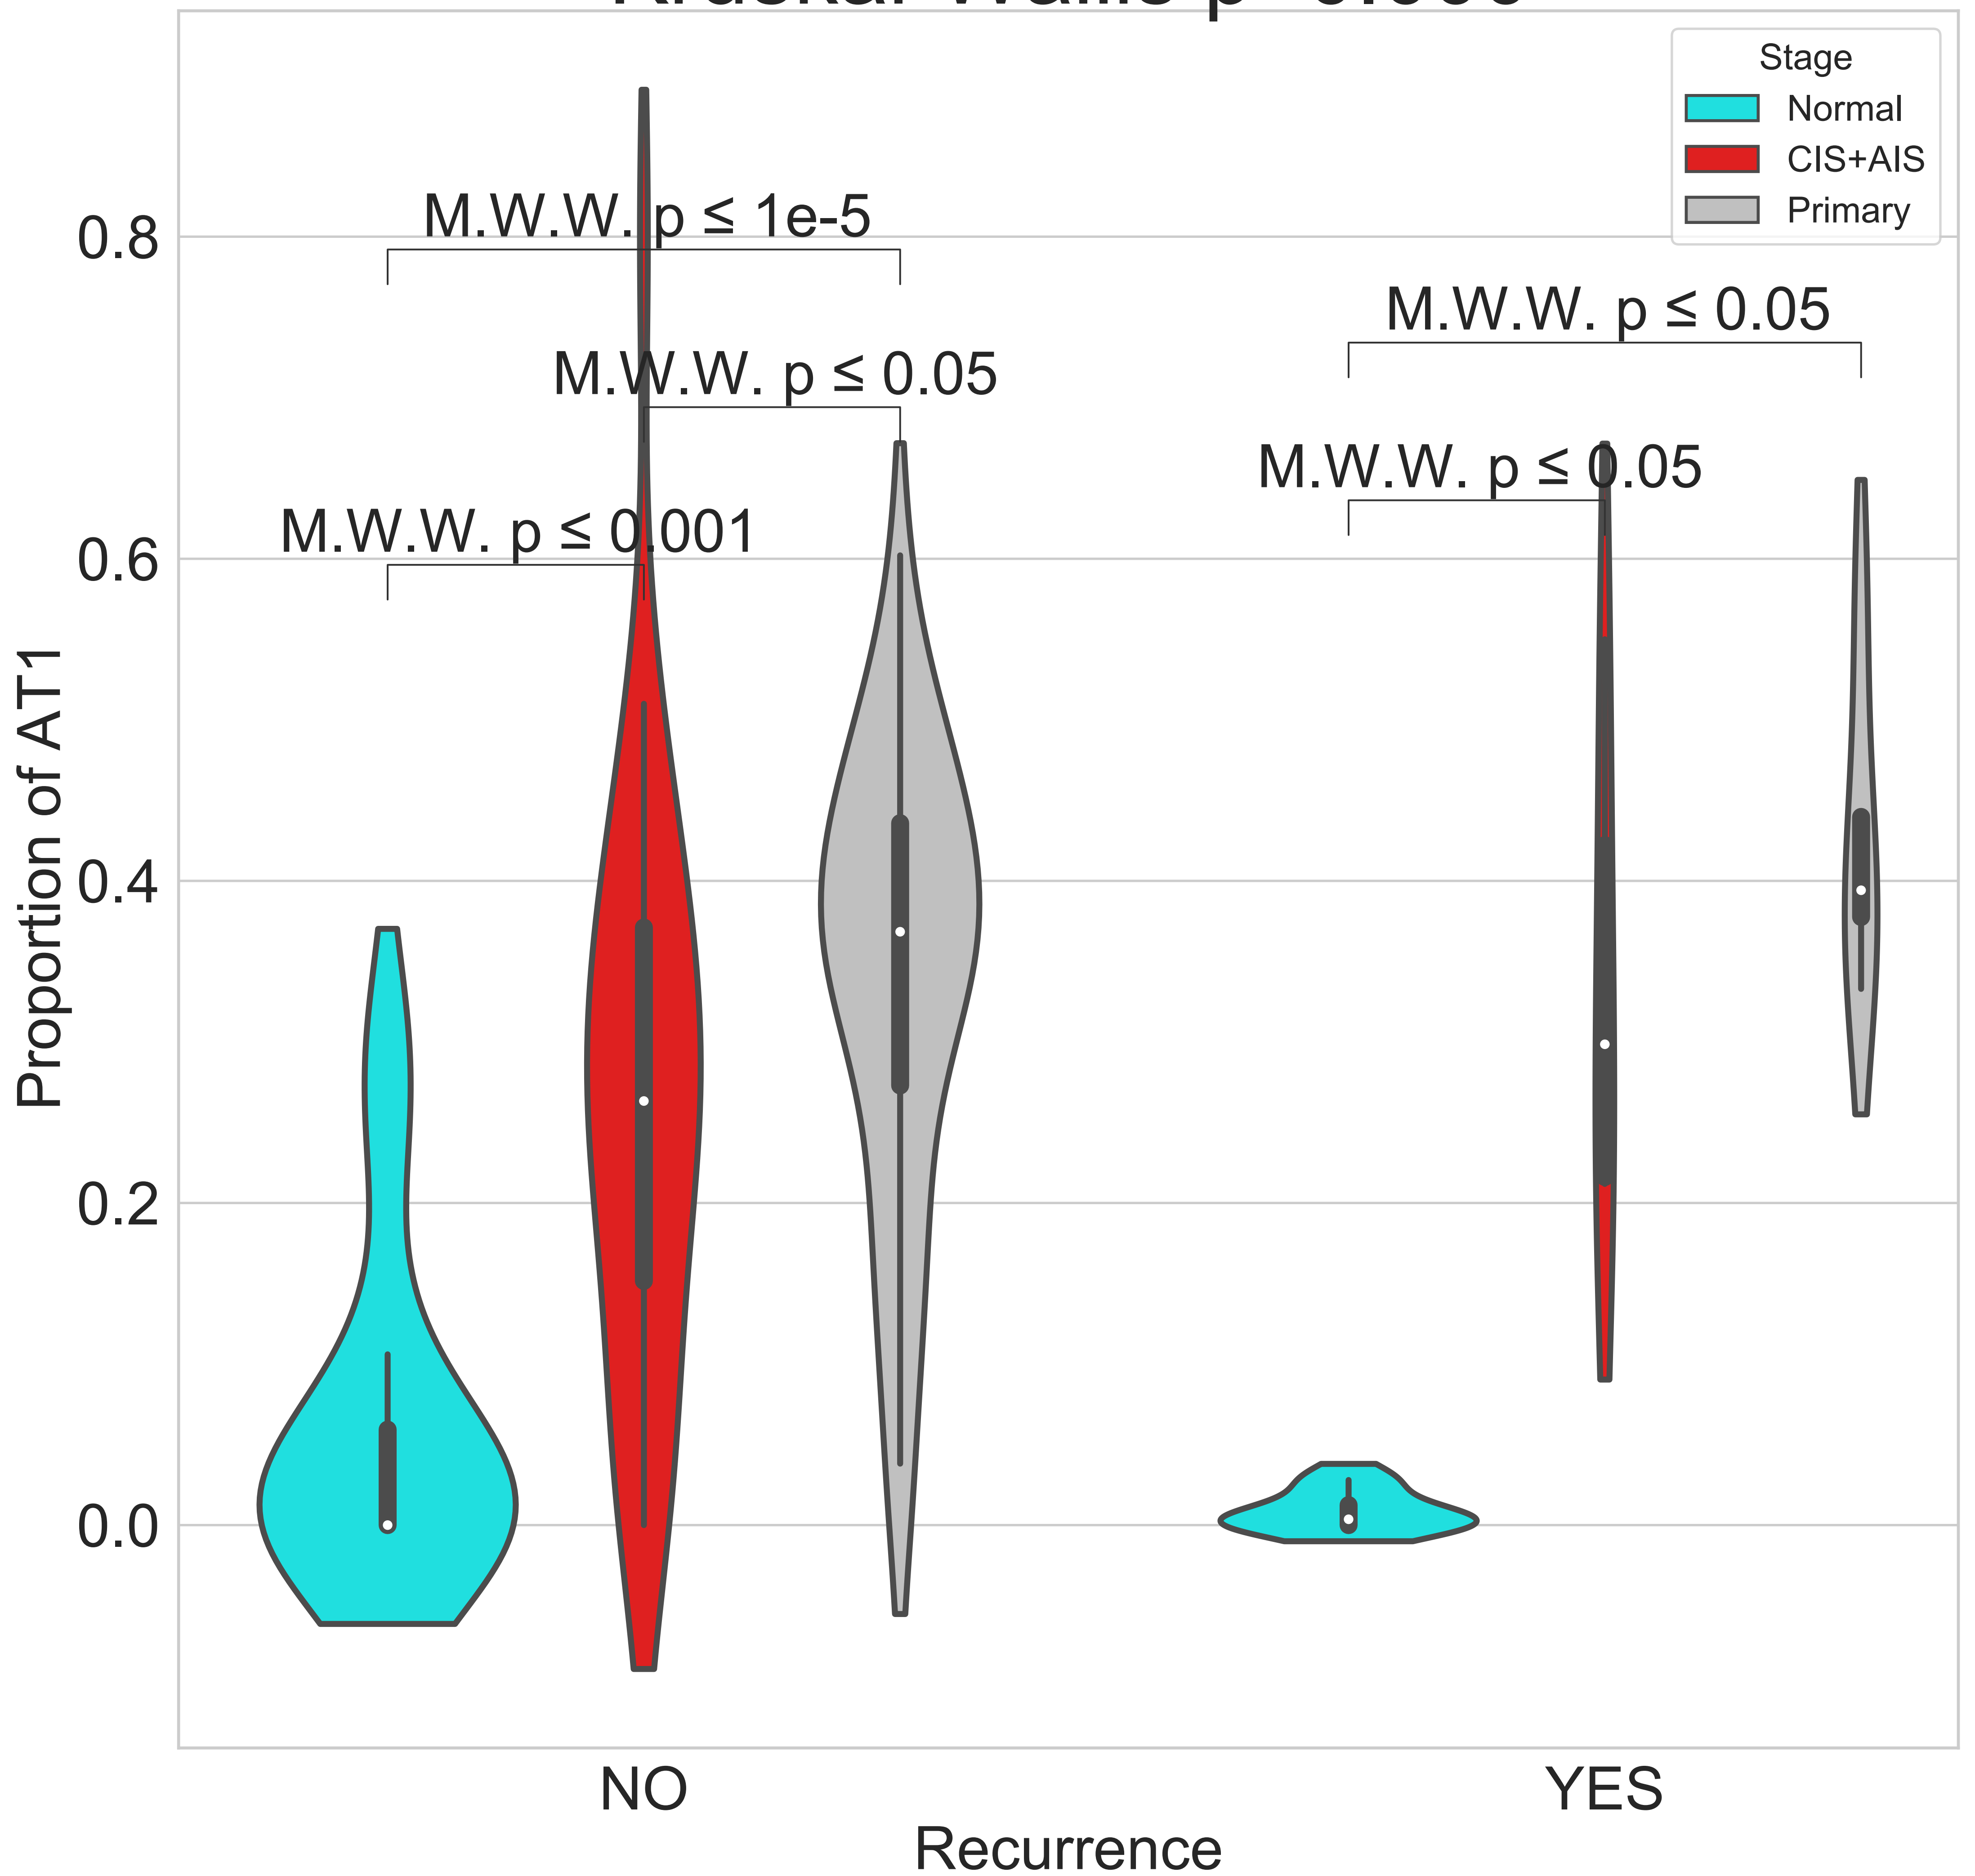 Stage
Normal
CIS+AIS
Primary
M.W.W. p ≤ 1e-5
M.W.W. p ≤ 0.05
M.W.W. p ≤ 0.05
M.W.W. p ≤ 0.05
M.W.W. p ≤ 0.001
0.8
0.6
0.4
0.2
0.0
Proportion of AT1
NO
YES
Recurrence